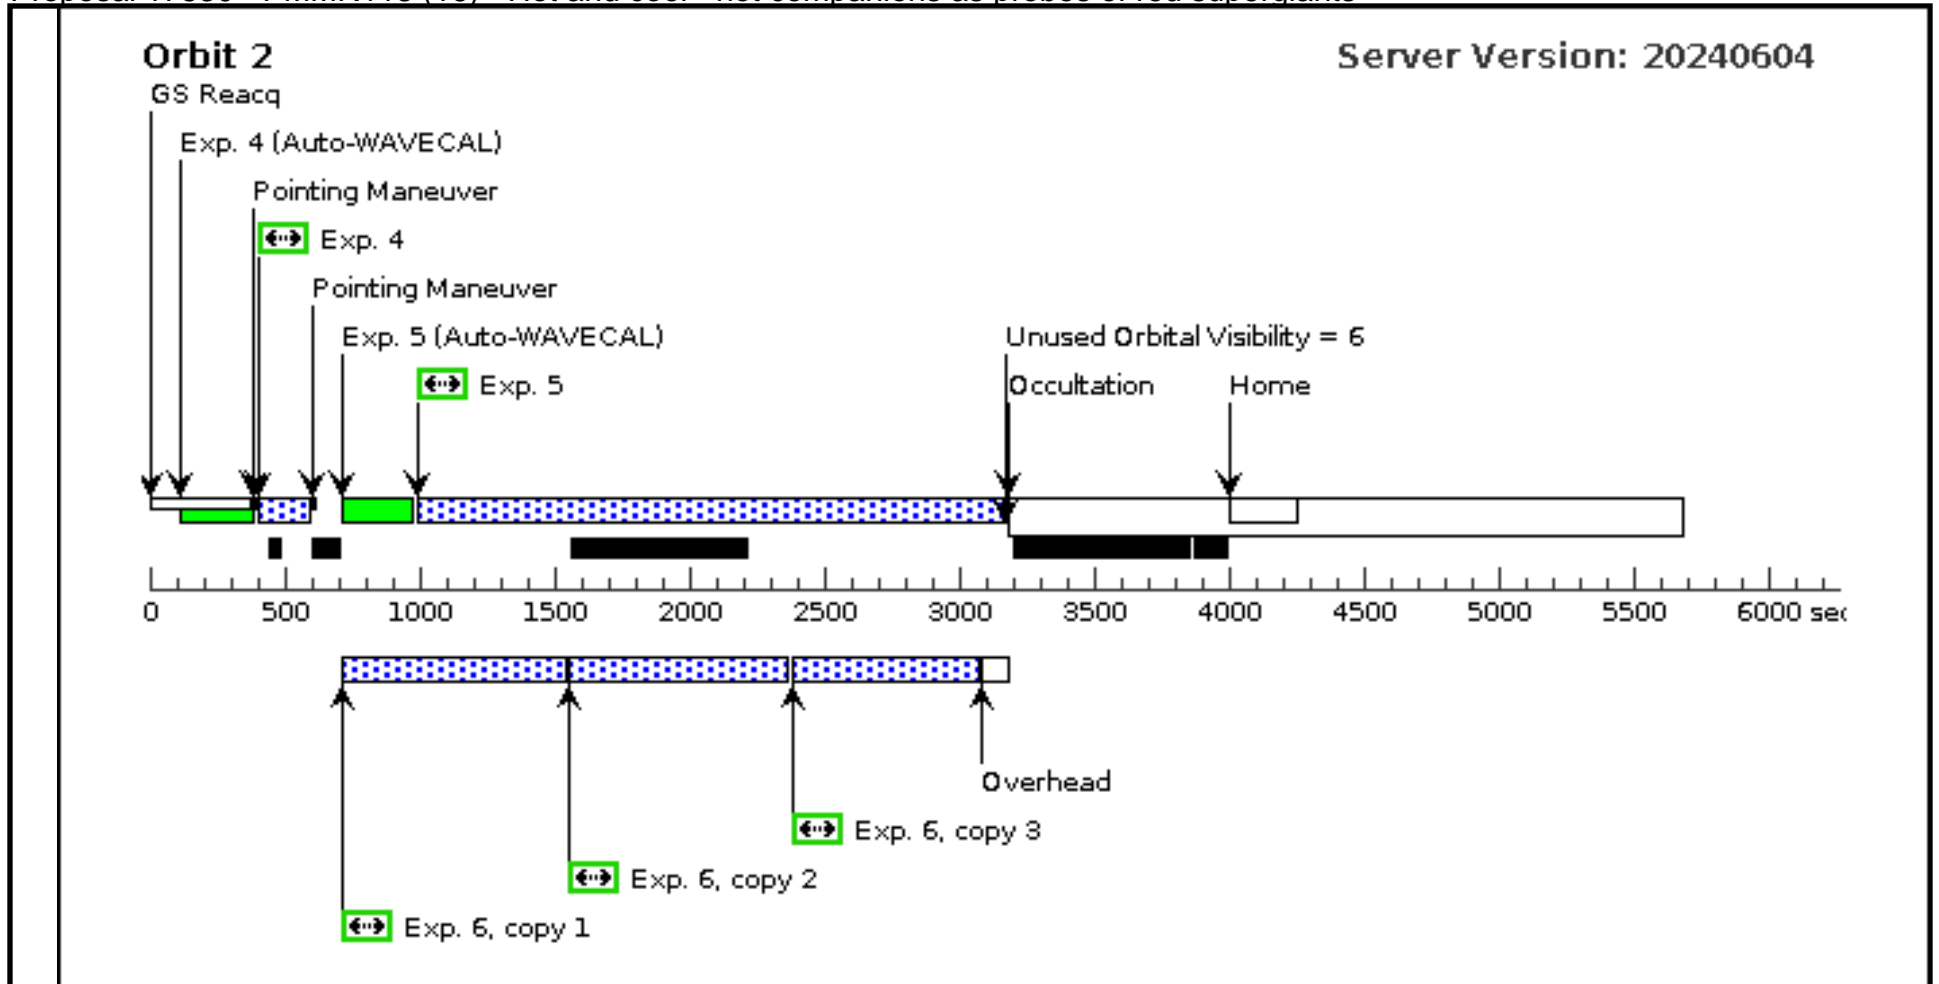 Orbit 2
Server Version: 20240604
GS Reacq
Exp. 4 (Auto-WAVECAL)
Pointing Maneuver
Exp. 4
Pointing Maneuver
Exp. 5 (Auto-WAVECAL)
Unused Orbital Visibility = 6
Exp. 5
Occultation
Home
0 500 1000 1500 2000 2500 3000 3500 4000 4500 5000 5500 6000 sec
Overhead
Exp. 6, copy 3
Exp. 6, copy 2
Exp. 6, copy 1